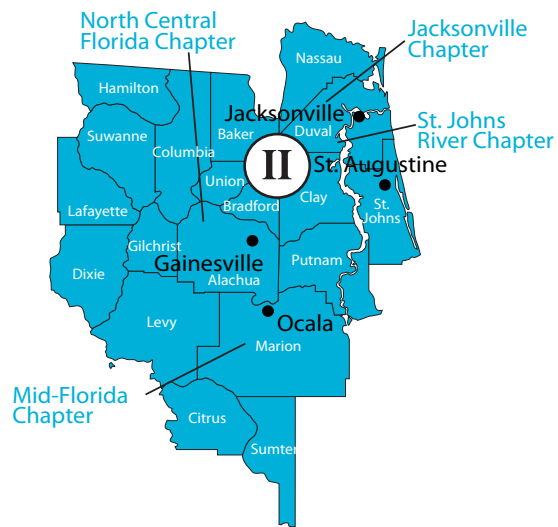 North Central
Florida Chapter
Jacksonville
Chapter
Nassau
Hamilton
Jacksonville
Suwanne
Baker
Duval
St. Johns
River Chapter
Columbia
II
St. Augustine
Union
Clay
Lafayette
Bradford
St.
Johns
Gilchrist
Gainesville
Putnam
Dixie
Alachua
Levy
Ocala
Marion
Mid-Florida
Chapter
Citrus
Sumter